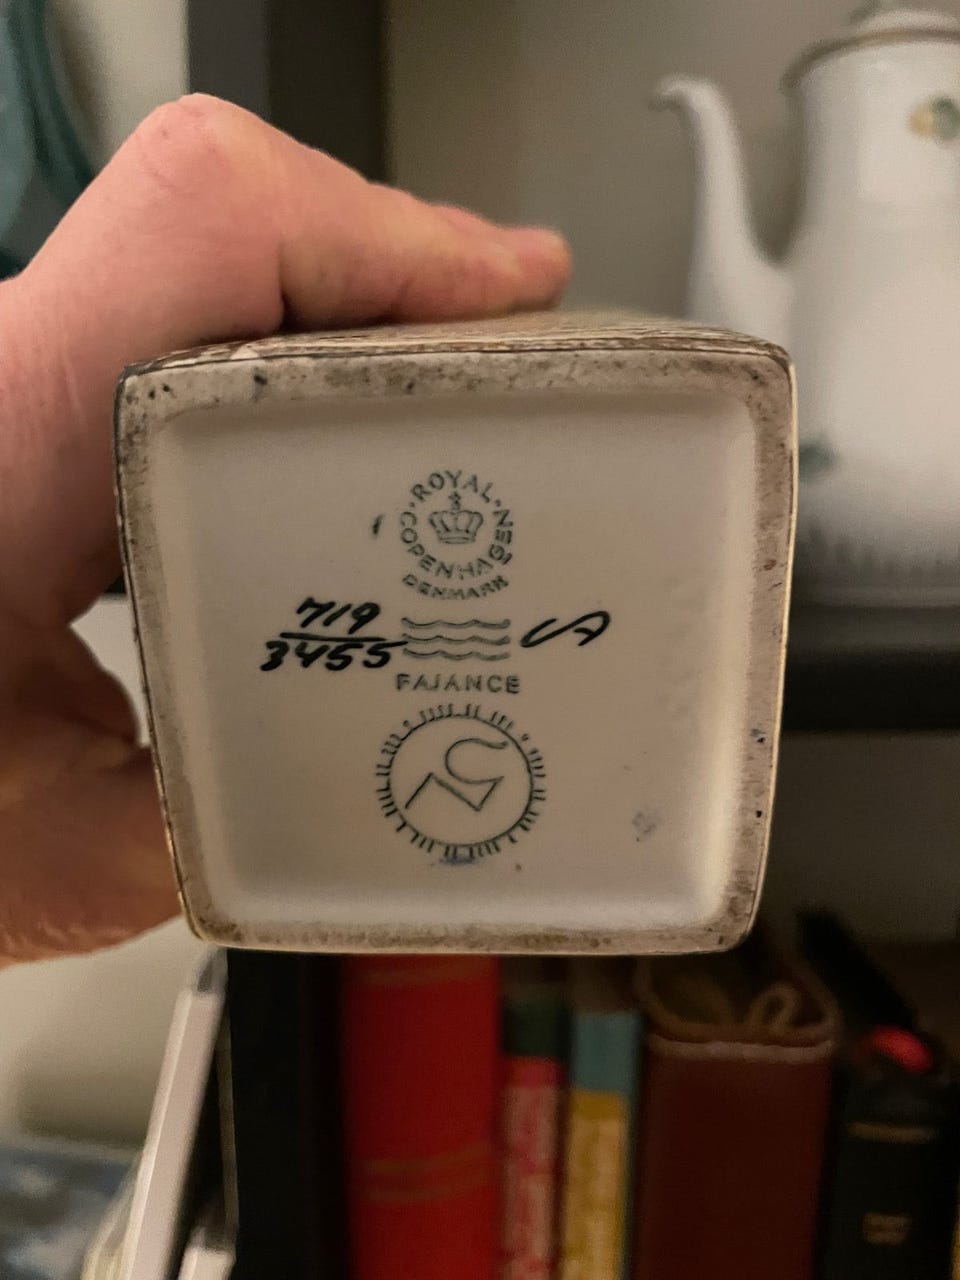 ROYAL
COPENHAGEN
DENMARK
719
3455
FAJANCE